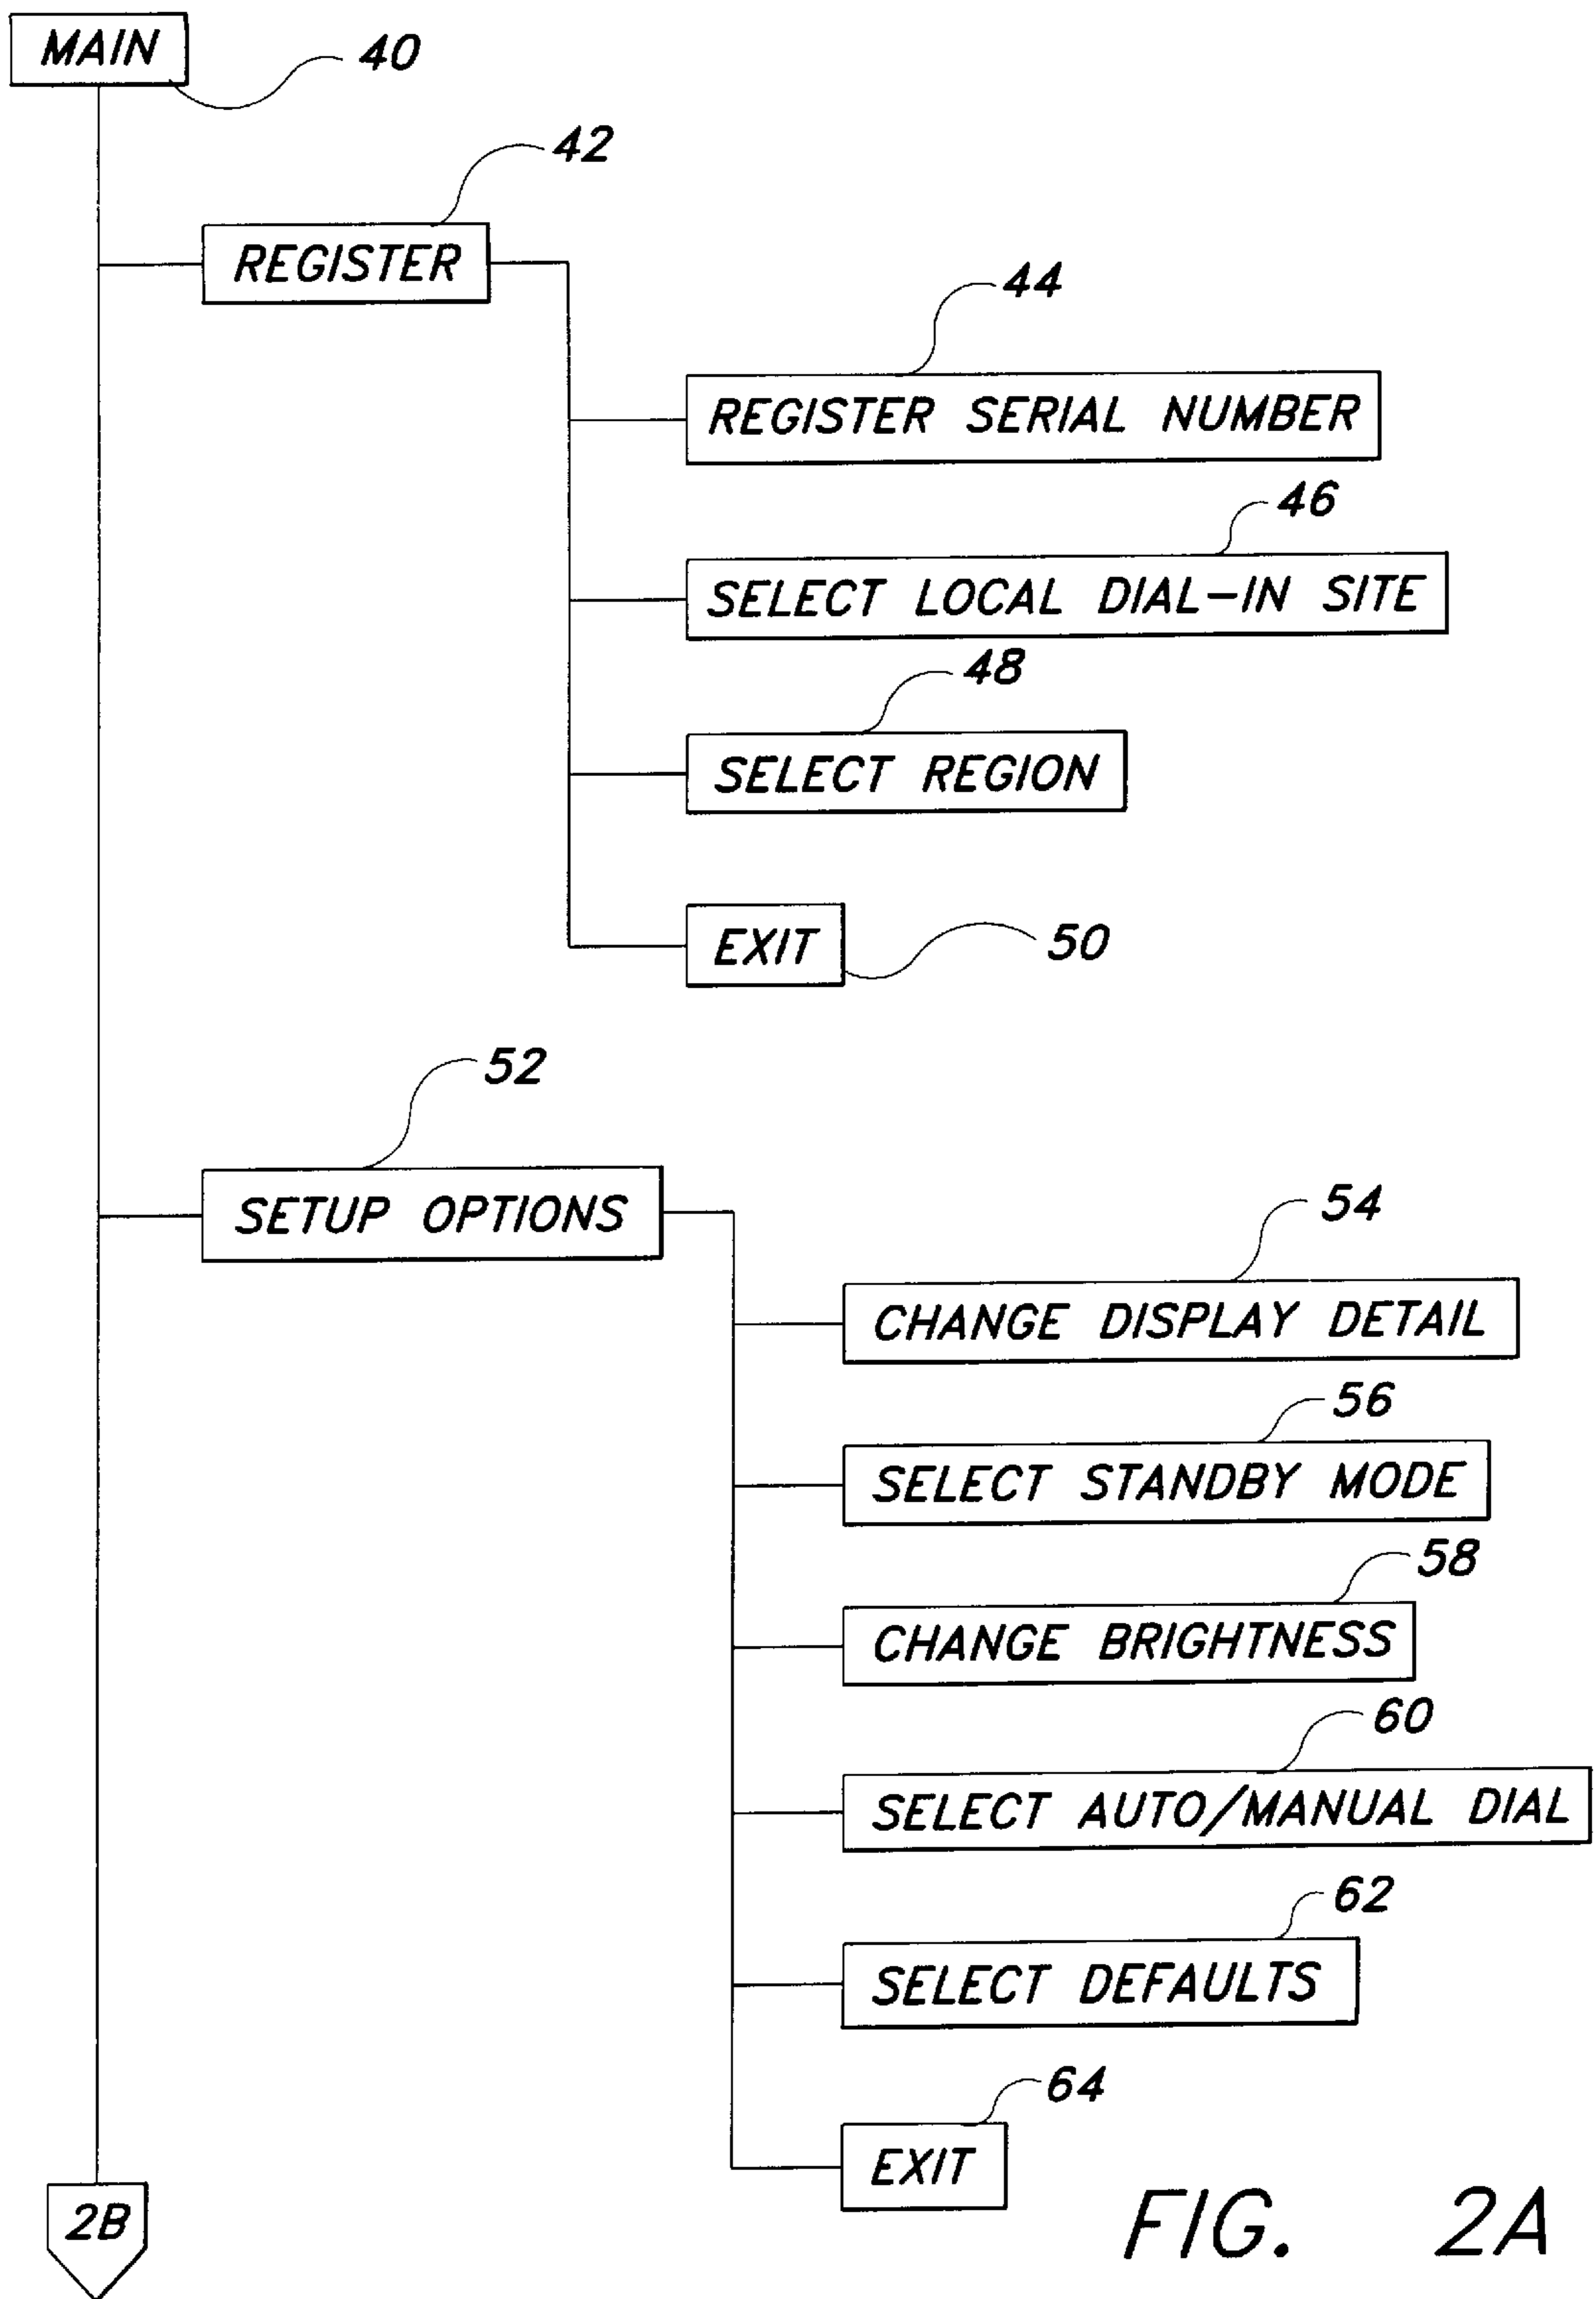 MAIN
40
42
REGISTER
44
REGISTER SERIAL NUMBER
46
SELECT LOCAL DIAL-IN SITE
48
SELECT REGION
EXIT
50
52
SETUP OPTIONS
54
CHANGE DISPLAY DETAIL
56
SELECT STANDBY MODE
58
CHANGE BRIGHTNESS
60
SELECT AUTO/MANUAL DIAL
62
SELECT DEFAULTS
64
EXIT
2B
FIG. 2A